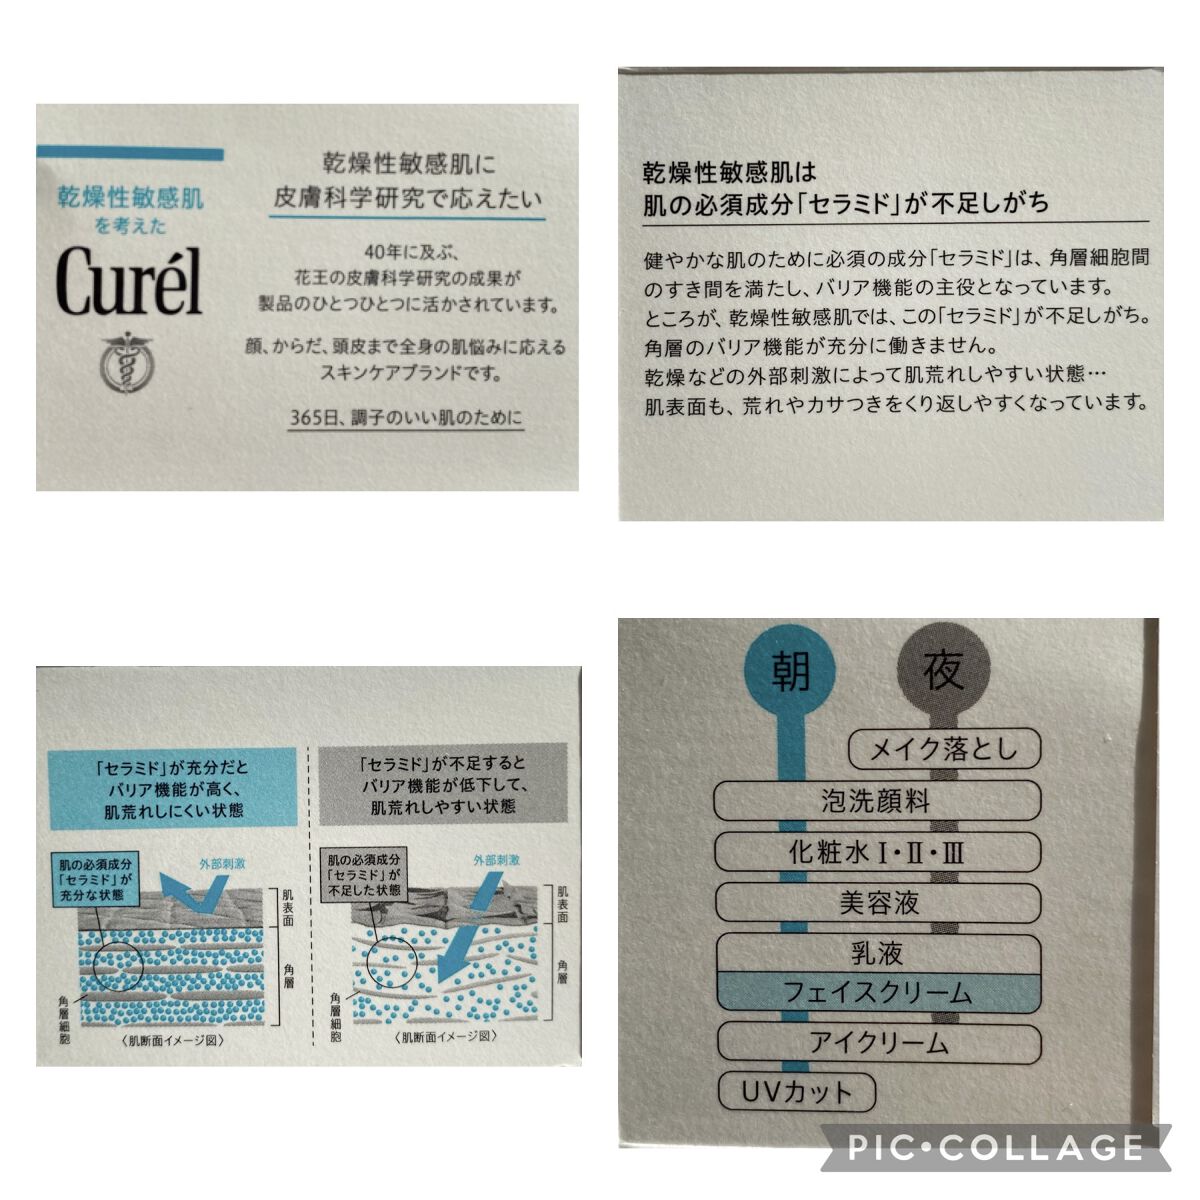 乾燥性敏感肌
を考えた
Curél
乾燥性敏感肌に
皮膚科学研究で応えたい
40年に及ぶ、
花王の皮膚科学研究の成果が
製品のひとつひとつに活かされています。
顔、からだ、頭皮まで全身の肌悩みに応える
スキンケアブランドです。
365日、調子のいい肌のために
乾燥性敏感肌は
肌の必須成分「セラミド」が不足しがち
健やかな肌のために必須の成分「セラミド」は、角層細胞間
のすき間を満たし、バリア機能の主役となっています。
ところが、乾燥性敏感肌では、この「セラミド」が不足しがち。
角層のバリア機能が充分に働きません。
乾燥などの外部刺激によって肌荒れしやすい状態…
肌表面も、荒れやカサつきをくり返しやすくなっています。
「セラミド」が充分だと
バリア機能が高く、
肌荒れしにくい状態
肌の必須成分
「セラミド」が
充分な状態
外部刺激
肌表面
角層
角層細胞
〈肌断面イメージ図〉
「セラミド」が不足すると
バリア機能が低下して、
肌荒れしやすい状態
肌の必須成分
「セラミド」が
不足した状態
外部刺激
肌表面
角層
角層細胞
〈肌断面イメージ図〉
朝
夜
メイク落とし
泡洗顔料
化粧水 I・II・III
美容液
乳液
フェイスクリーム
アイクリーム
UVカット
PIC•COLLAGE